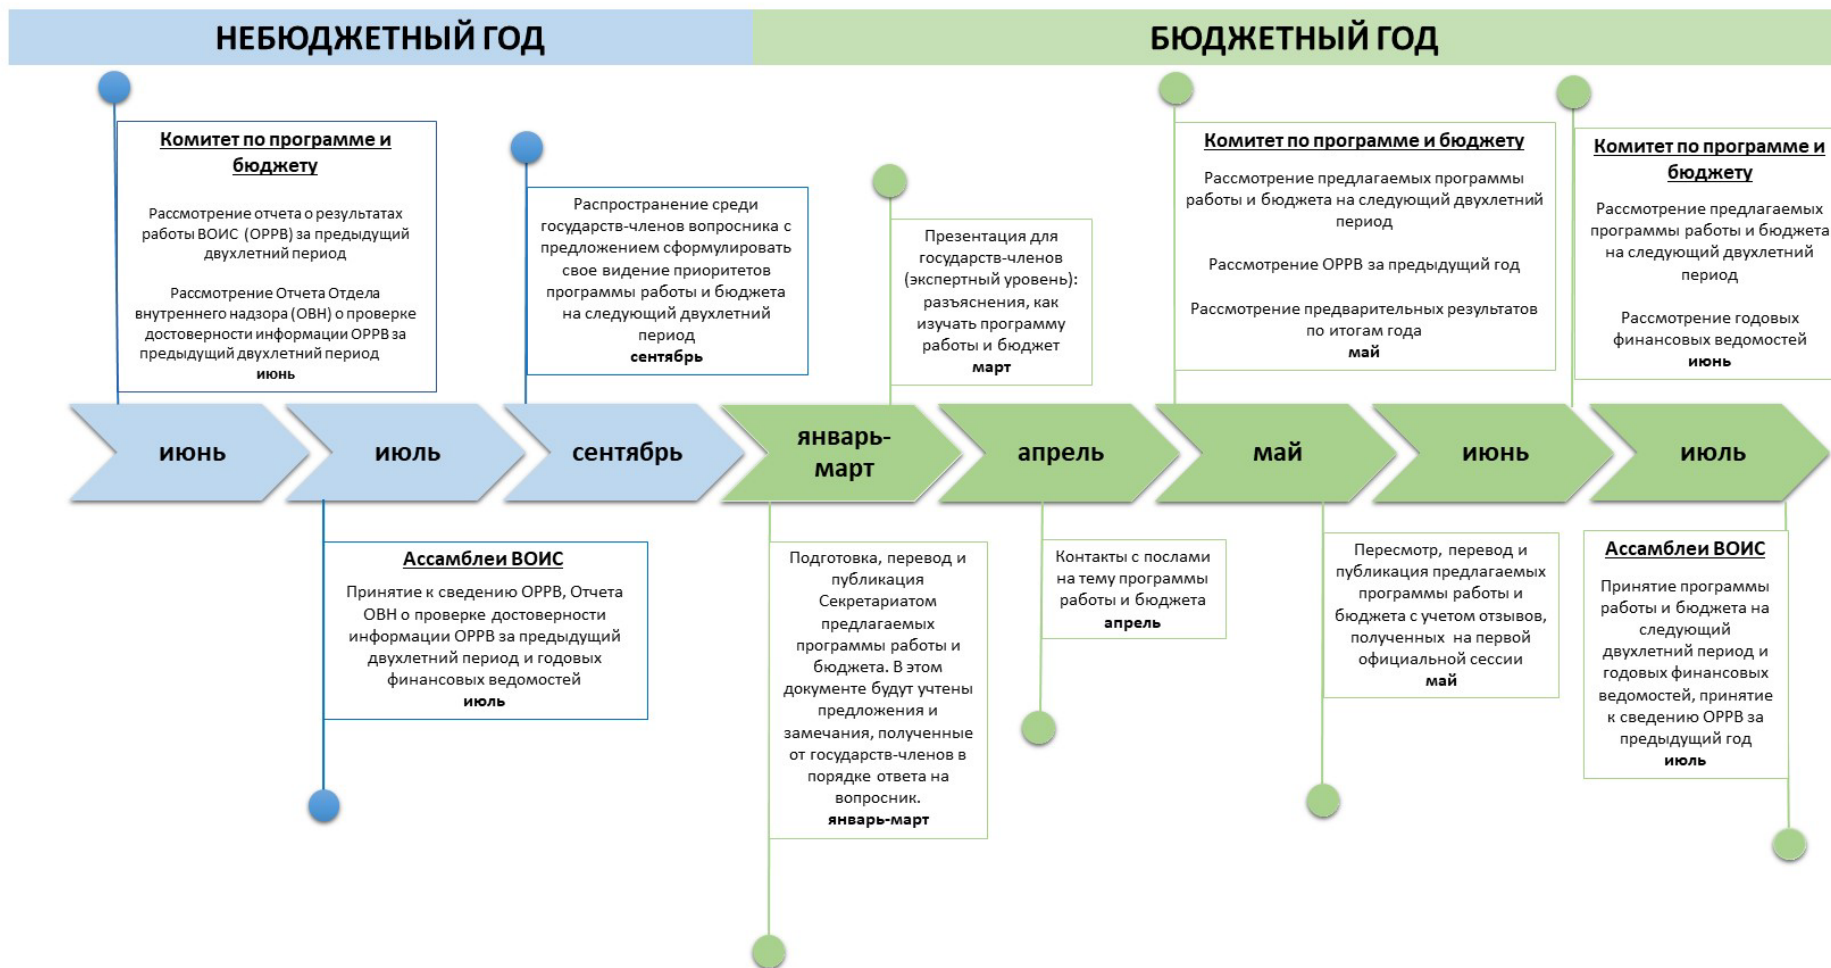 НЕБЮДЖЕТНЫЙ ГОД
БЮДЖЕТНЫЙ ГОД
Комитет по программе и
бюджету
Рассмотрение отчета о результатах
работы ВОИС (ОРРВ) за предыдущий
двухлетний период
Рассмотрение Отчета Отдела
внутреннего надзора (ОВН) о проверке
достоверности информации ОРРВ за
предыдущий двухлетний период
июнь
Распространение среди
государств-членов вопросника с
предложением сформулировать
свое видение приоритетов
программы работы и бюджета
на следующий двухлетний
период
сентябрь
Презентация для
государств-членов
(экспертный уровень):
разъяснения, как
изучать программу
работы и бюджет
март
Комитет по программе и бюджету
Рассмотрение предлагаемых программы
работы и бюджета на следующий двухлетний
период
Рассмотрение ОРРВ за предыдущий год
Рассмотрение предварительных результатов
по итогам года
май
Комитет по программе и
бюджету
Рассмотрение предлагаемых
программы работы и бюджета
на следующий двухлетний
период
Рассмотрение годовых
финансовых ведомостей
июнь
июнь
июль
сентябрь
январь-
март
апрель
май
июнь
июль
Ассамблеи ВОИС
Принятие к сведению ОРРВ, Отчета
ОВН о проверке достоверности
информации ОРРВ за предыдущий
двухлетний период и годовых
финансовых ведомостей
июль
Подготовка, перевод и
публикация
Секретариатом
предлагаемых
программы работы и
бюджета. В этом
документе будут учтены
предложения и
замечания, полученные
от государств-членов в
порядке ответа на
вопросник.
январь-март
Контакты с послами
на тему программы
работы и бюджета
апрель
Пересмотр, перевод и
публикация предлагаемых
программы работы и
бюджета с учетом отзывов,
полученных на первой
официальной сессии
май
Ассамблеи ВОИС
Принятие программы
работы и бюджета на
следующий
двухлетний период и
годовых финансовых
ведомостей, принятие
к сведению ОРРВ за
предыдущий год
июль